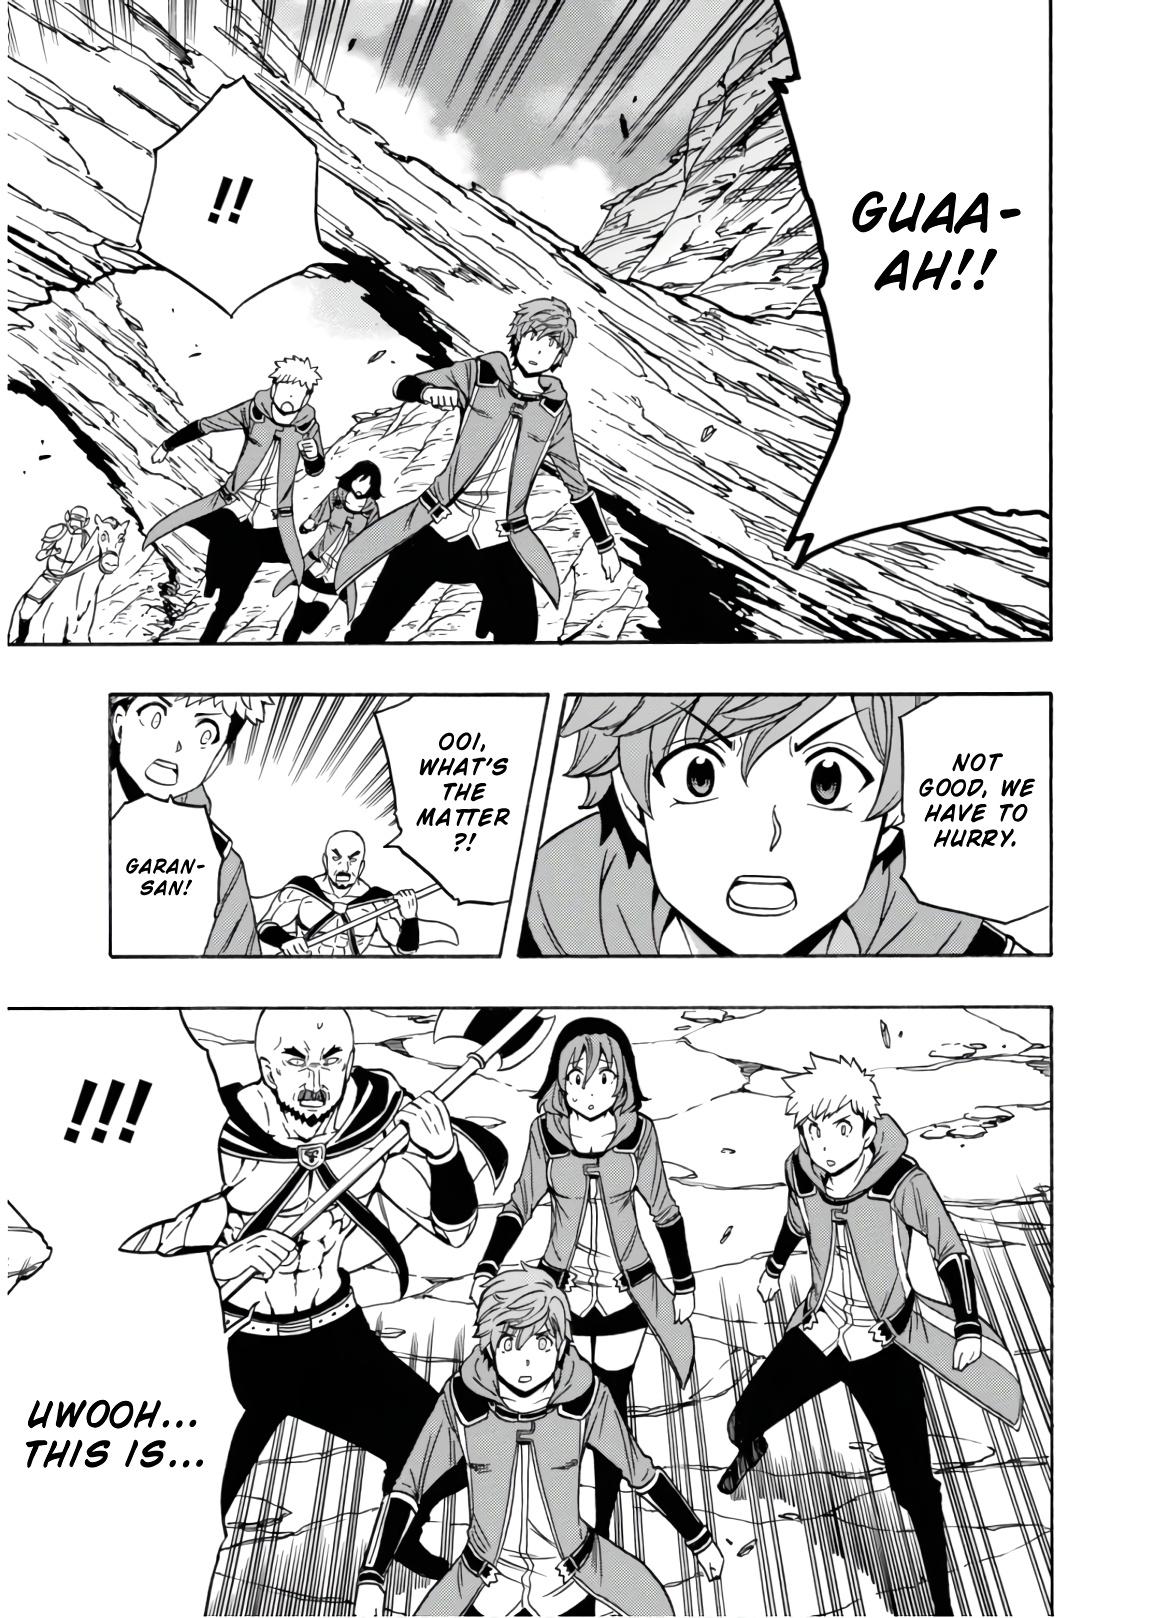 GUAA-
AH!!
!!
NOT
GOOD, WE
HAVE TO
HURRY.
OOI,
WHAT'S
THE
MATTER
?!
GARAN-
SAN!
!!!
UWOOH...
THIS IS...